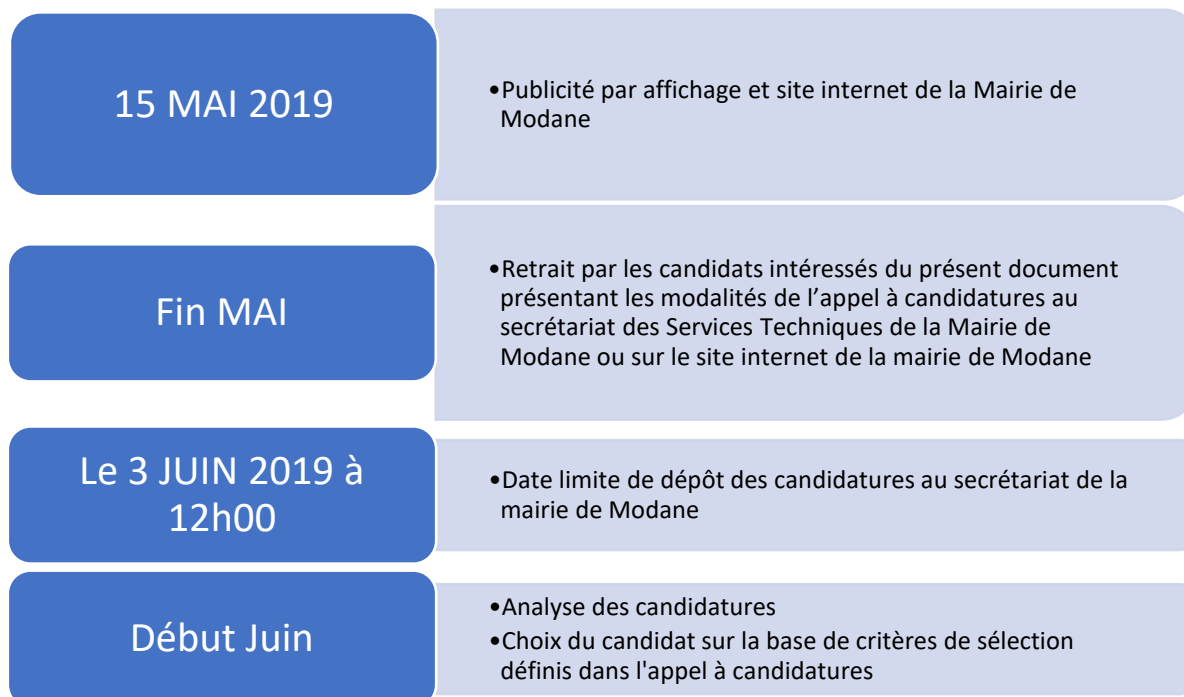 15 MAI 2019
•Publicité par affichage et site internet de la Mairie de
Modane
Fin MAI
•Retrait par les candidats intéressés du présent document
présentant les modalités de l’appel à candidatures au
secrétariat des Services Techniques de la Mairie de
Modane ou sur le site internet de la mairie de Modane
Le 3 JUIN 2019 à
12h00
•Date limite de dépôt des candidatures au secrétariat de la
mairie de Modane
Début Juin
•Analyse des candidatures
•Choix du candidat sur la base de critères de sélection
définis dans l'appel à candidatures